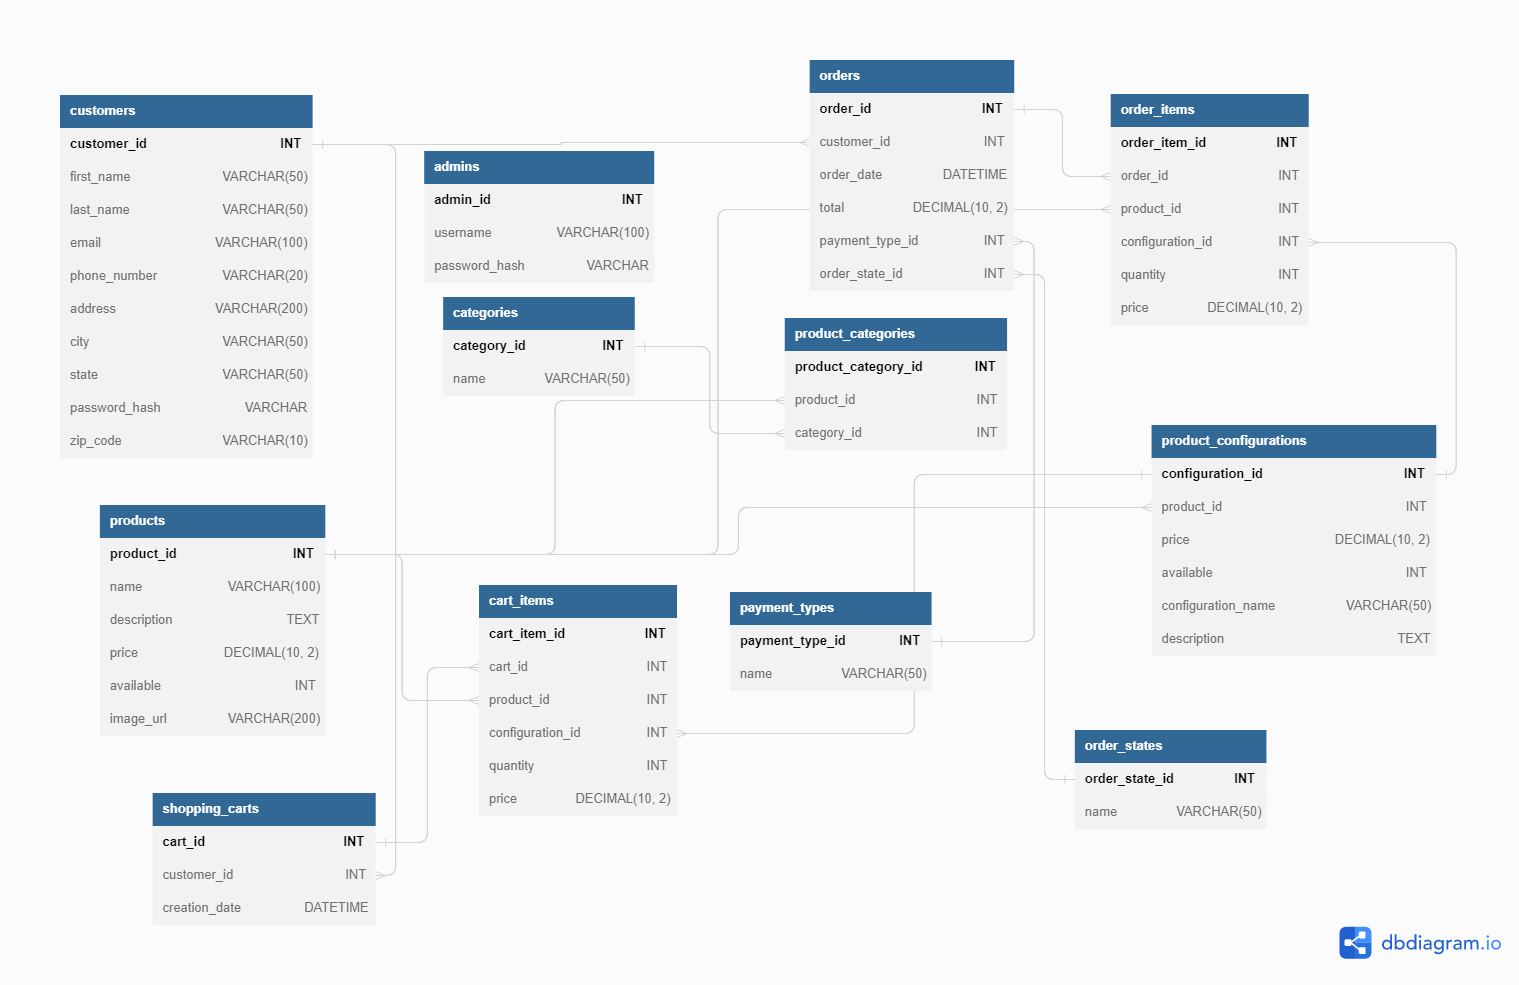 customers
customer_id INT
first_name VARCHAR(50)
last_name VARCHAR(50)
email VARCHAR(100)
phone_number VARCHAR(20)
address VARCHAR(200)
city VARCHAR(50)
state VARCHAR(50)
password_hash VARCHAR
zip_code VARCHAR(10)
admins
admin_id INT
username VARCHAR(100)
password_hash VARCHAR
categories
category_id INT
name VARCHAR(50)
orders
order_id INT
customer_id INT
order_date DATETIME
total DECIMAL(10, 2)
payment_type_id INT
order_state_id INT
order_items
order_item_id INT
order_id INT
product_id INT
configuration_id INT
quantity INT
price DECIMAL(10, 2)
product_categories
product_category_id INT
product_id INT
category_id INT
product_configurations
configuration_id INT
product_id INT
price DECIMAL(10, 2)
available INT
configuration_name VARCHAR(50)
description TEXT
products
product_id INT
name VARCHAR(100)
description TEXT
price DECIMAL(10, 2)
available INT
image_url VARCHAR(200)
cart_items
cart_item_id INT
cart_id INT
product_id INT
configuration_id INT
quantity INT
price DECIMAL(10, 2)
payment_types
payment_type_id INT
name VARCHAR(50)
order_states
order_state_id INT
name VARCHAR(50)
shopping_carts
cart_id INT
customer_id INT
creation_date DATETIME
dbdiagram.io